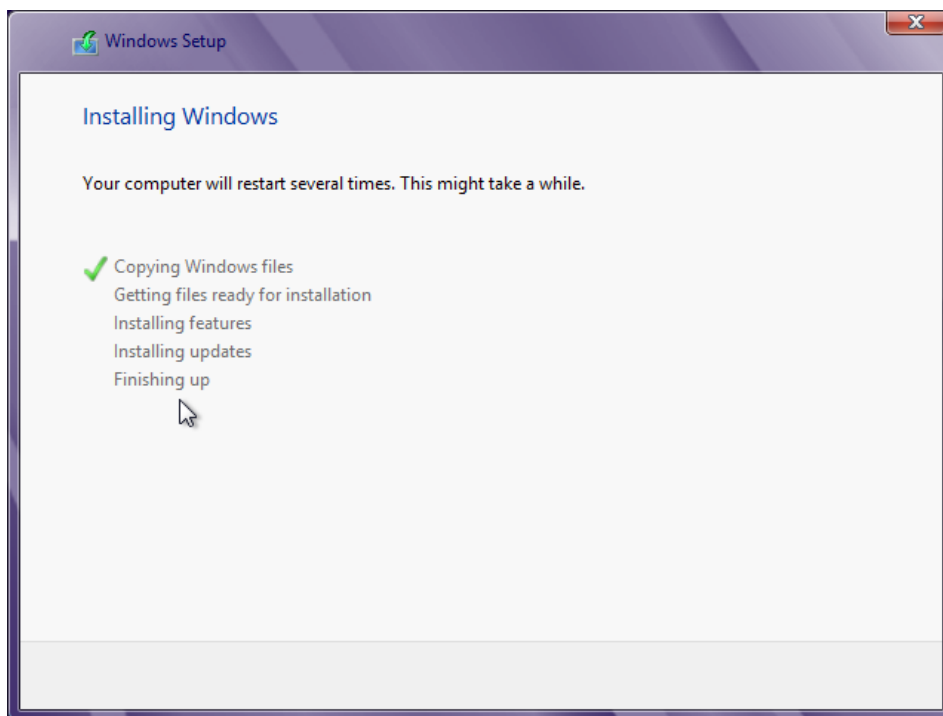 Windows Setup
Installing Windows
Your computer will restart several times. This might take a while.
Copying Windows files
Getting files ready for installation
Installing features
Installing updates
Finishing up